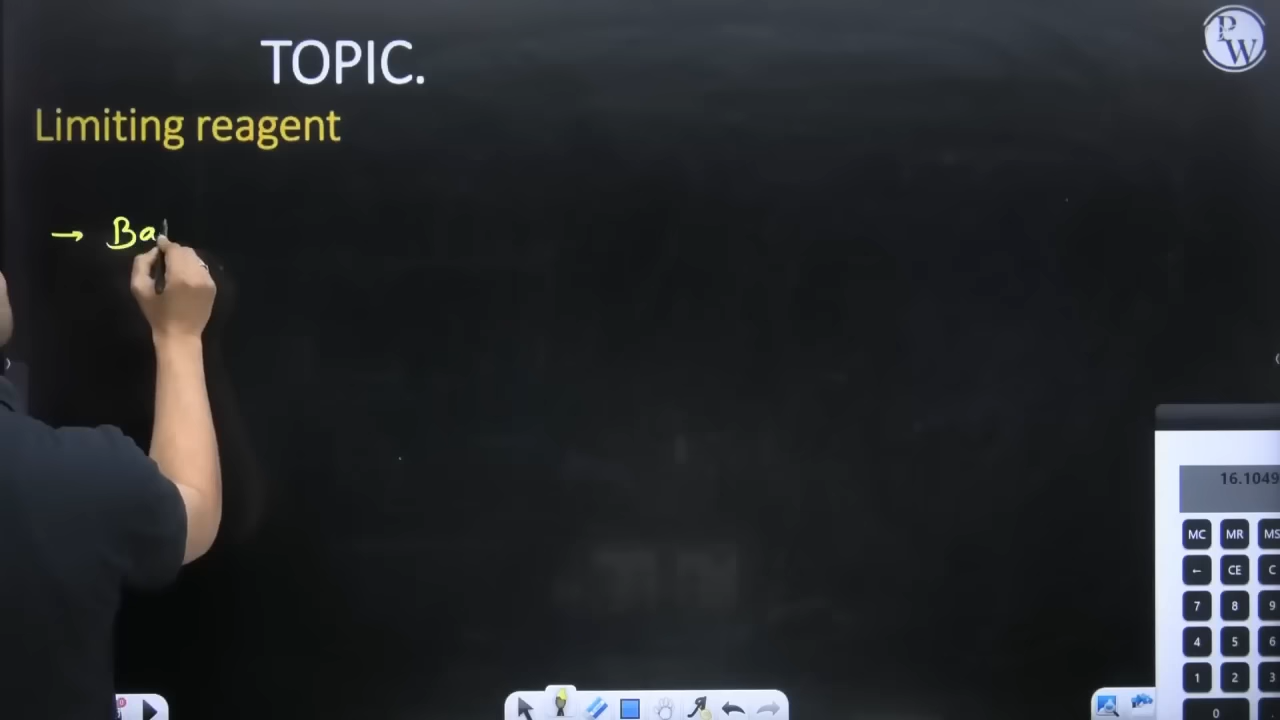 TOPIC.
PW
Limiting reagent
→ Ba
16.1049
MC MR MS
← CE C
7 8 9
4 5 6
1 2 3
0